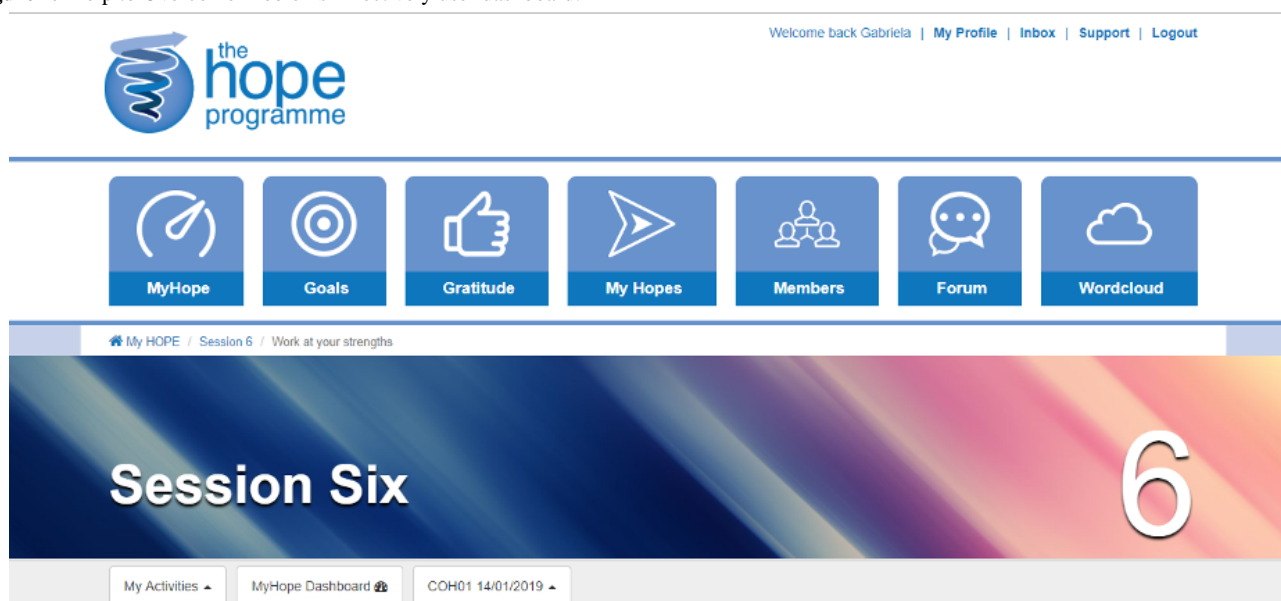 Welcome back Gabriela | My Profile | Inbox | Support | Logout
the
hope
programme
MyHope Goals Gratitude My Hopes Members Forum Wordcloud
My HOPE / Session 6 / Work at your strengths
Session Six 6
My Activities MyHope Dashboard COH01 14/01/2019